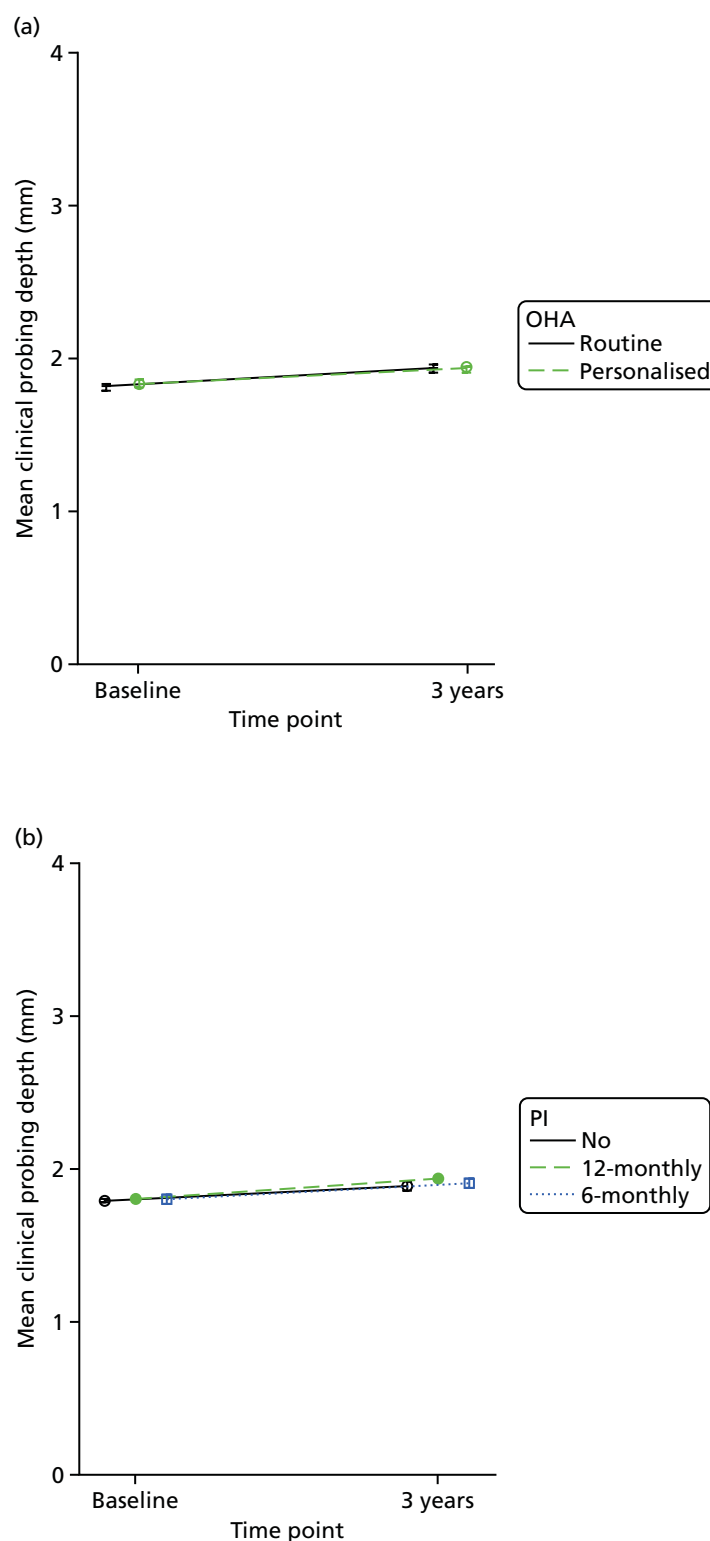 (a)
4
3
2
1
0
Mean clinical probing depth (mm)
Baseline
3 years
Time point
OHA
Routine
Personalised
(b)
4
3
2
1
0
Mean clinical probing depth (mm)
Baseline
3 years
Time point
PI
No
12-monthly
6-monthly